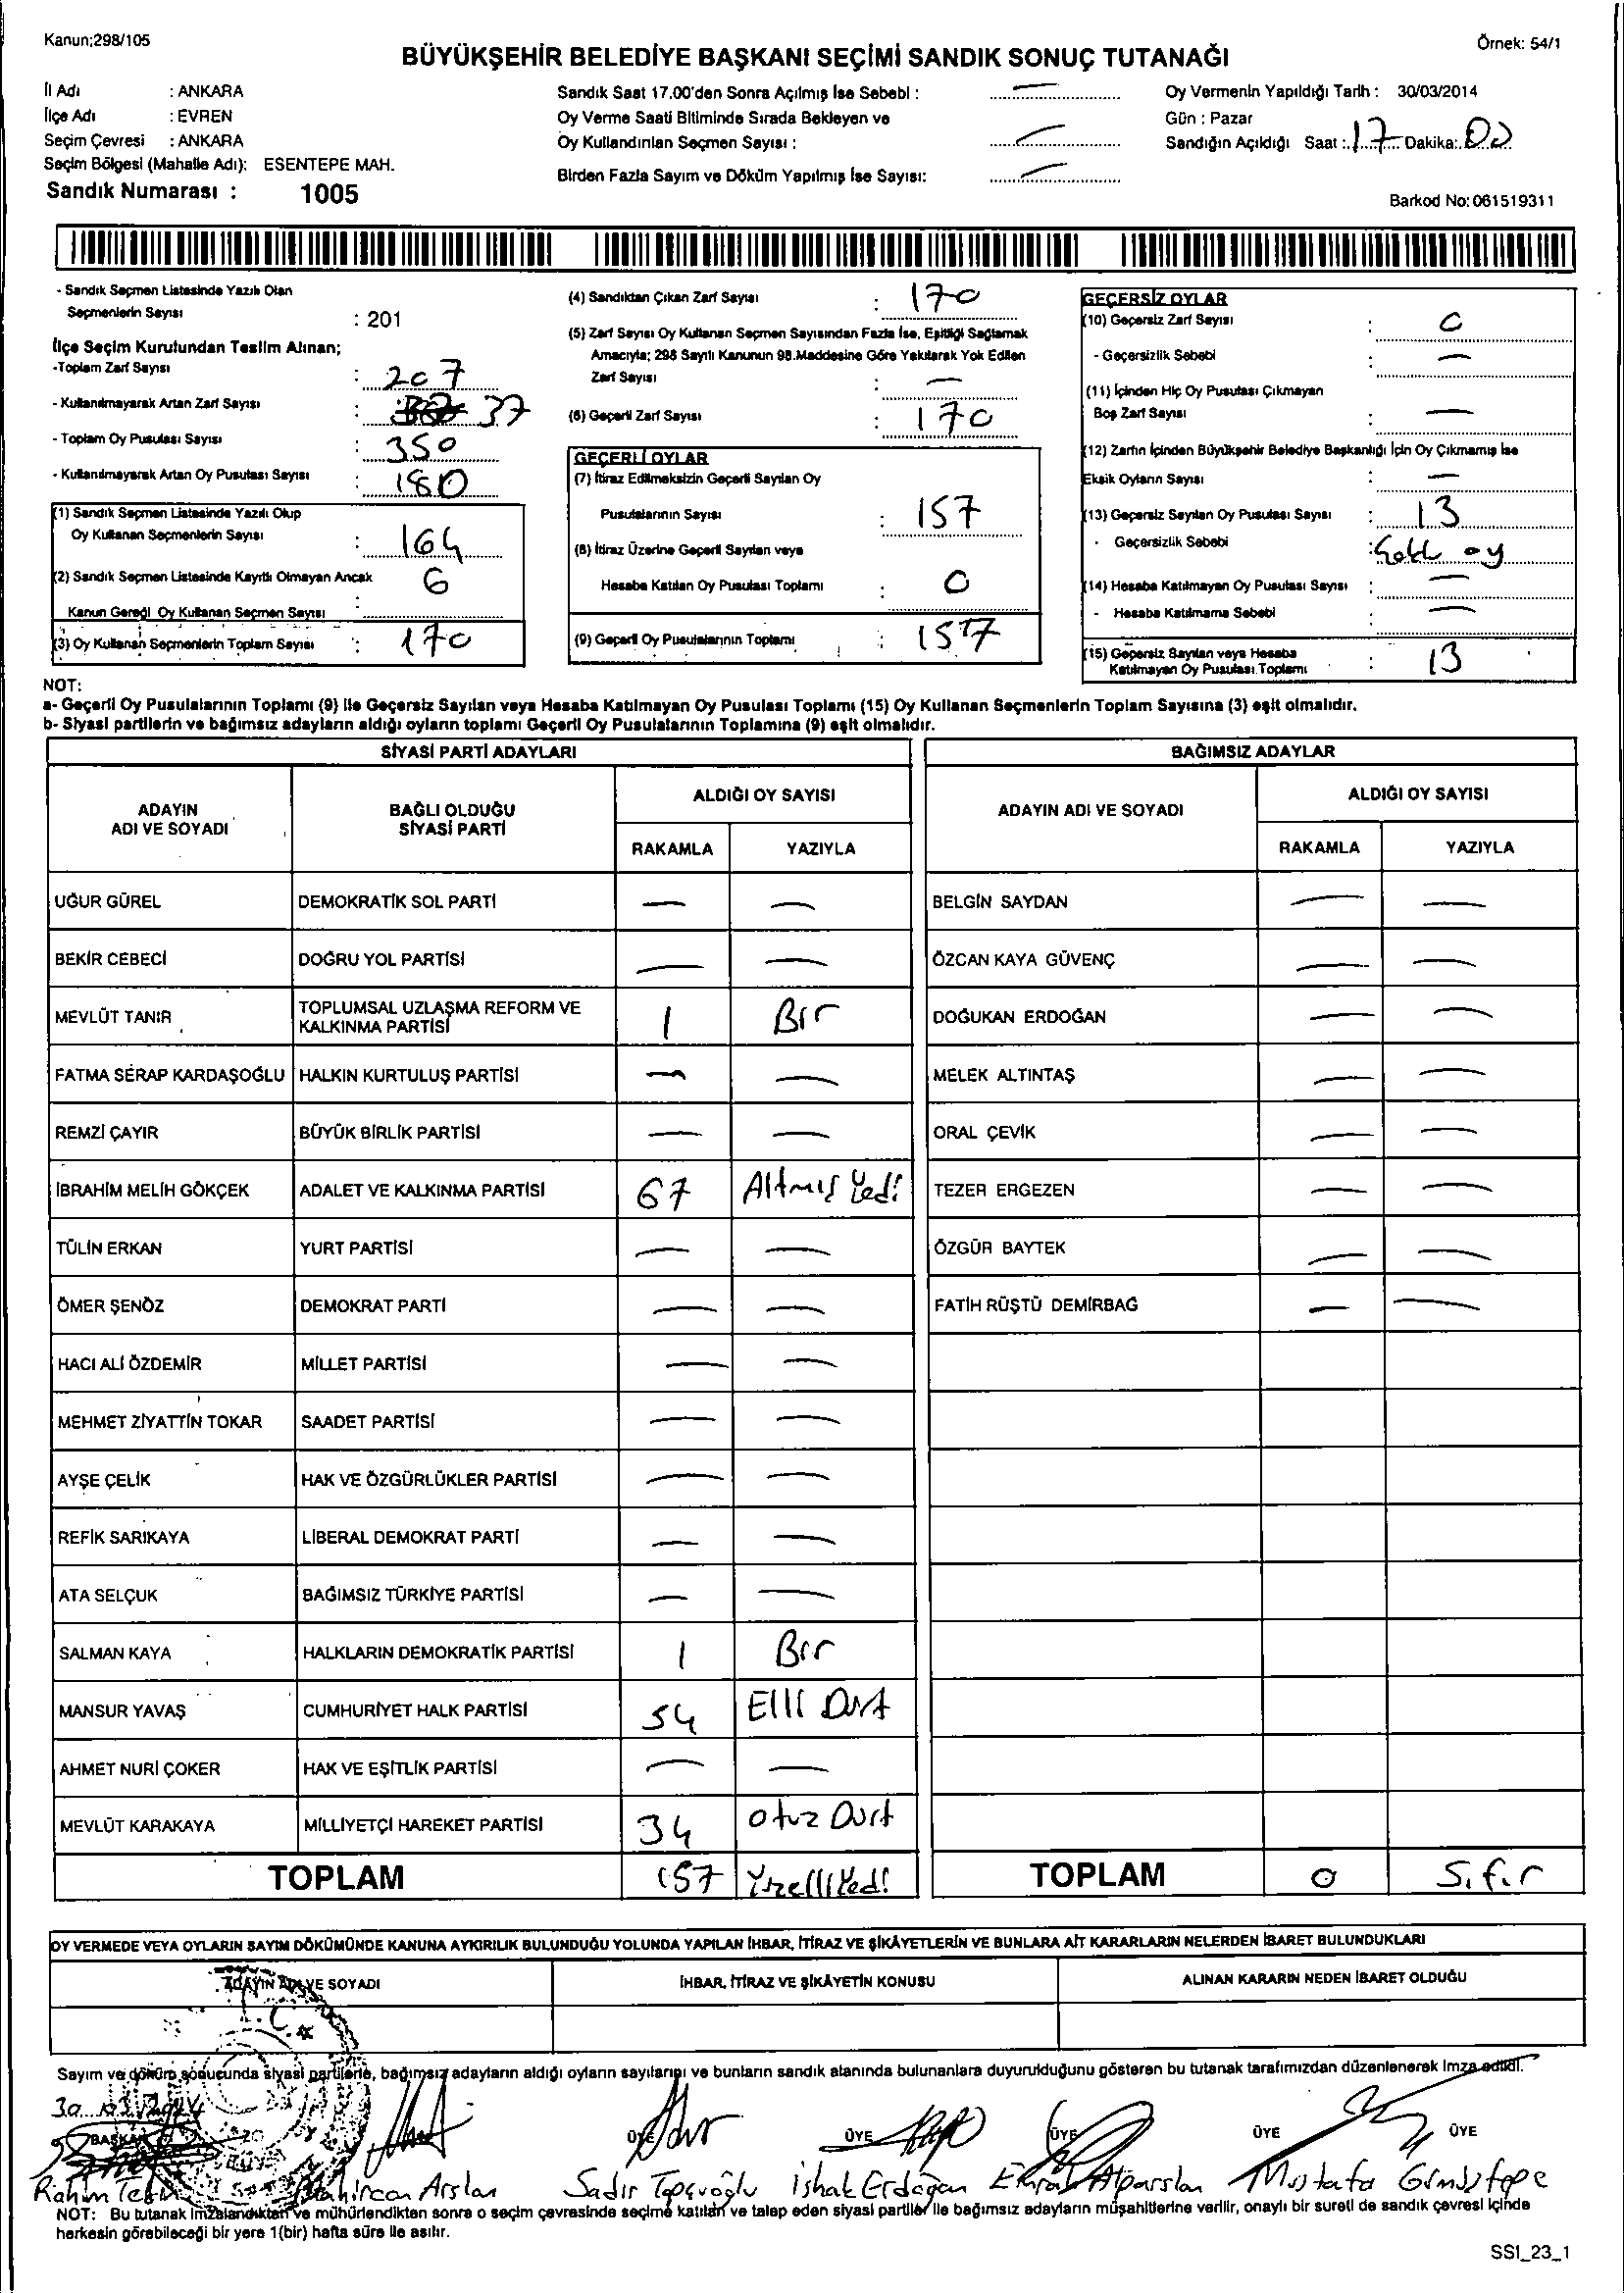 Kanun;298/105
Örnek: 54/1
BÜYÜKŞEHİR BELEDİYE BAŞKANI SEÇİMİ SANDIK SONUÇ TUTANAĞI
İl Adı : ANKARA
İlçe Adı : EVREN
Seçim Çevresi : ANKARA
Seçim Bölgesi (Mahalle Adı): ESENTEPE MAH.
Sandık Numarası : 1005
Sandık Saat 17.00'den Sonra Açılmış İse Sebebi : —
Oy Verme Saati Bitiminde Sırada Bekleyen ve
Oy Kullandırılan Seçmen Sayısı : —
Birden Fazla Sayım ve Döküm Yapılmış İse Sayısı: —
Oy Vermenin Yapıldığı Tarih : 30/03/2014
Gün : Pazar
Sandığın Açıldığı Saat : 17 Dakika: 00
Barkod No: 061519311
- Sandık Seçmen Listesinde Yazılı Olan
Seçmenlerin Sayısı : 201
İlçe Seçim Kurulundan Teslim Alınan;
-Toplam Zarf Sayısı : 207
- Kullanılmayarak Artan Zarf Sayısı : 37
- Toplam Oy Pusulası Sayısı : 350
- Kullanılmayarak Artan Oy Pusulası Sayısı : 180
(1) Sandık Seçmen Listesinde Yazılı Olup
Oy Kullanan Seçmenlerin Sayısı : 164
(2) Sandık Seçmen Listesinde Kayıtlı Olmayan Ancak
Kanun Gereği Oy Kullanan Seçmen Sayısı : 6
(3) Oy Kullanan Seçmenlerin Toplam Sayısı : 170
(4) Sandıktan Çıkan Zarf Sayısı : 170
(5) Zarf Sayısı Oy Kullanan Seçmen Sayısından Fazla İse, Eşitliği Sağlamak
Amacıyla; 298 Sayılı Kanunun 98.Maddesine Göre Yakılarak Yok Edilen
Zarf Sayısı : —
(6) Geçerli Zarf Sayısı : 170
GEÇERLİ OYLAR
(7) İtiraz Edilmeksizin Geçerli Sayılan Oy
Pusulalarının Sayısı : 157
(8) İtiraz Üzerine Geçerli Sayılan veya
Hesaba Katılan Oy Pusulası Toplamı : 0
(9) Geçerli Oy Pusulalarının Toplamı : 157
GEÇERSİZ OYLAR
(10) Geçersiz Zarf Sayısı : 0
- Geçersizlik Sebebi : —
(11) İçinden Hiç Oy Pusulası Çıkmayan
Boş Zarf Sayısı : —
(12) Zarfın İçinden Büyükşehir Belediye Başkanlığı İçin Oy Çıkmamış İse
Eksik Oyların Sayısı : —
(13) Geçersiz Sayılan Oy Pusulası Sayısı : 13
- Geçersizlik Sebebi : oy
(14) Hesaba Katılmayan Oy Pusulası Sayısı : —
- Hesaba Katılmama Sebebi : —
(15) Geçersiz Sayılan veya Hesaba
Katılmayan Oy Pusulası Toplamı : 13
NOT:
a- Geçerli Oy Pusulalarının Toplamı (9) ile Geçersiz Sayılan veya Hesaba Katılmayan Oy Pusulası Toplamı (15) Oy Kullanan Seçmenlerin Toplam Sayısına (3) eşit olmalıdır.
b- Siyasi partilerin ve bağımsız adayların aldığı oyların toplamı Geçerli Oy Pusulalarının Toplamına (9) eşit olmalıdır.
SİYASİ PARTİ ADAYLARI
ADAYIN ADI VE SOYADI BAĞLI OLDUĞU SİYASİ PARTİ ALDIĞI OY SAYISI
RAKAMLA YAZIYLA
UĞUR GÜREL DEMOKRATİK SOL PARTİ — —
BEKİR CEBECİ DOĞRU YOL PARTİSİ — —
MEVLÜT TANIR TOPLUMSAL UZLAŞMA REFORM VE KALKINMA PARTİSİ 1 Bir
FATMA SERAP KARDAŞOĞLU HALKIN KURTULUŞ PARTİSİ — —
REMZİ ÇAYIR BÜYÜK BİRLİK PARTİSİ — —
İBRAHİM MELİH GÖKÇEK ADALET VE KALKINMA PARTİSİ 67 Altmış Yedi
TÜLİN ERKAN YURT PARTİSİ — —
ÖMER ŞENÖZ DEMOKRAT PARTİ — —
HACI ALİ ÖZDEMİR MİLLET PARTİSİ — —
MEHMET ZİYATTİN TOKAR SAADET PARTİSİ — —
AYŞE ÇELİK HAK VE ÖZGÜRLÜKLER PARTİSİ — —
REFİK SARIKAYA LİBERAL DEMOKRAT PARTİ — —
ATA SELÇUK BAĞIMSIZ TÜRKİYE PARTİSİ — —
SALMAN KAYA HALKLARIN DEMOKRATİK PARTİSİ 1 Bir
MANSUR YAVAŞ CUMHURİYET HALK PARTİSİ 54 Elli Dört
AHMET NURİ ÇOKER HAK VE EŞİTLİK PARTİSİ — —
MEVLÜT KARAKAYA MİLLİYETÇİ HAREKET PARTİSİ 34 otuz Dört
TOPLAM 157 YüzelliYedi
BAĞIMSIZ ADAYLAR
ADAYIN ADI VE SOYADI ALDIĞI OY SAYISI
RAKAMLA YAZIYLA
BELGİN SAYDAN — —
ÖZCAN KAYA GÜVENÇ — —
DOĞUKAN ERDOĞAN — —
MELEK ALTINTAŞ — —
ORAL ÇEVİK — —
TEZER ERGEZEN — —
ÖZGÜR BAYTEK — —
FATİH RÜŞTÜ DEMİRBAĞ — —
TOPLAM 0 Sıfır
OY VERMEDE VEYA OYLARIN SAYIM DÖKÜMÜNDE KANUNA AYKIRILIK BULUNDUĞU YOLUNDA YAPILAN İHBAR, İTİRAZ VE ŞİKÂYETLERİN VE BUNLARA AİT KARARLARIN NELERDEN İBARET BULUNDUKLARI
ADAYIN ADI VE SOYADI İHBAR, İTİRAZ VE ŞİKÂYETİN KONUSU ALINAN KARARIN NEDEN İBARET OLDUĞU
Sayım ve döküm sonucunda siyasi partilerle, bağımsız adayların aldığı oyların sayılarını ve bunların sandık alanında bulunanlara duyurulduğunu gösteren bu tutanak tarafımızdan düzenlenerek imza edildi.
30/03/2014
BAŞKAN ÜYE ÜYE ÜYE ÜYE ÜYE
Arslan Sadır Topçuoğlu İshak Erdoğan Alparslan Mustafa Gümüştepe
NOT: Bu tutanak imzalandıktan ve mühürlendikten sonra o seçim çevresinde seçime katılan ve talep eden siyasi partiler ile bağımsız adayların müşahitlerine verilir, onaylı bir sureti de sandık çevresi içinde
herkesin görebileceği bir yere 1(bir) hafta süre ile asılır.
SSI_23_1